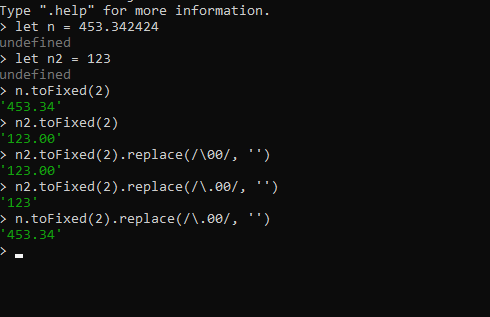 Type ".help" for more information.
> let n = 453.342424
undefined
> let n2 = 123
undefined
> n.toFixed(2)
'453.34'
> n2.toFixed(2)
'123.00'
> n2.toFixed(2).replace(/\00/, '')
'123.00'
> n2.toFixed(2).replace(/\.00/, '')
'123'
> n.toFixed(2).replace(/\.00/, '')
'453.34'
>